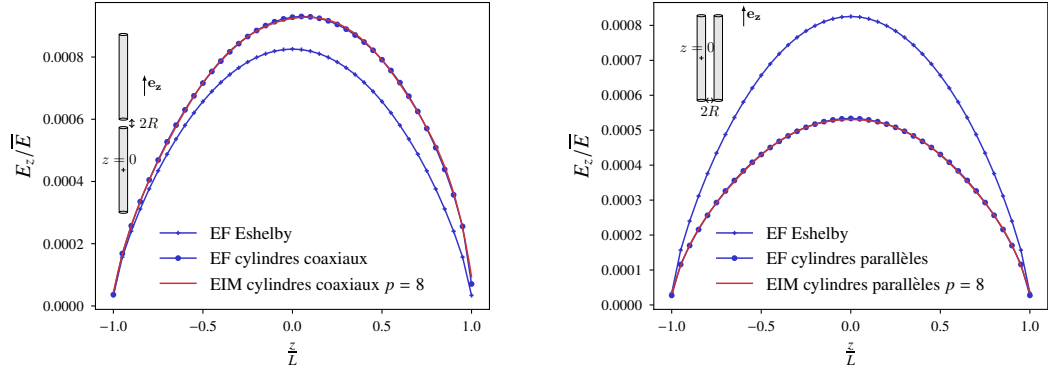 0.0008
0.0006
0.0004
0.0002
0.0000
E_z/\overline{E}
e_z
2R
z = 0
EF Eshelby
EF cylindres coaxiaux
EIM cylindres coaxiaux p = 8
−1.0 −0.5 0.0 0.5 1.0
z/L
0.0008
0.0007
0.0006
0.0005
0.0004
0.0003
0.0002
0.0001
0.0000
E_z/\overline{E}
e_z
z = 0
2R
EF Eshelby
EF cylindres parallèles
EIM cylindres parallèles p = 8
−1.0 −0.5 0.0 0.5 1.0
z/L